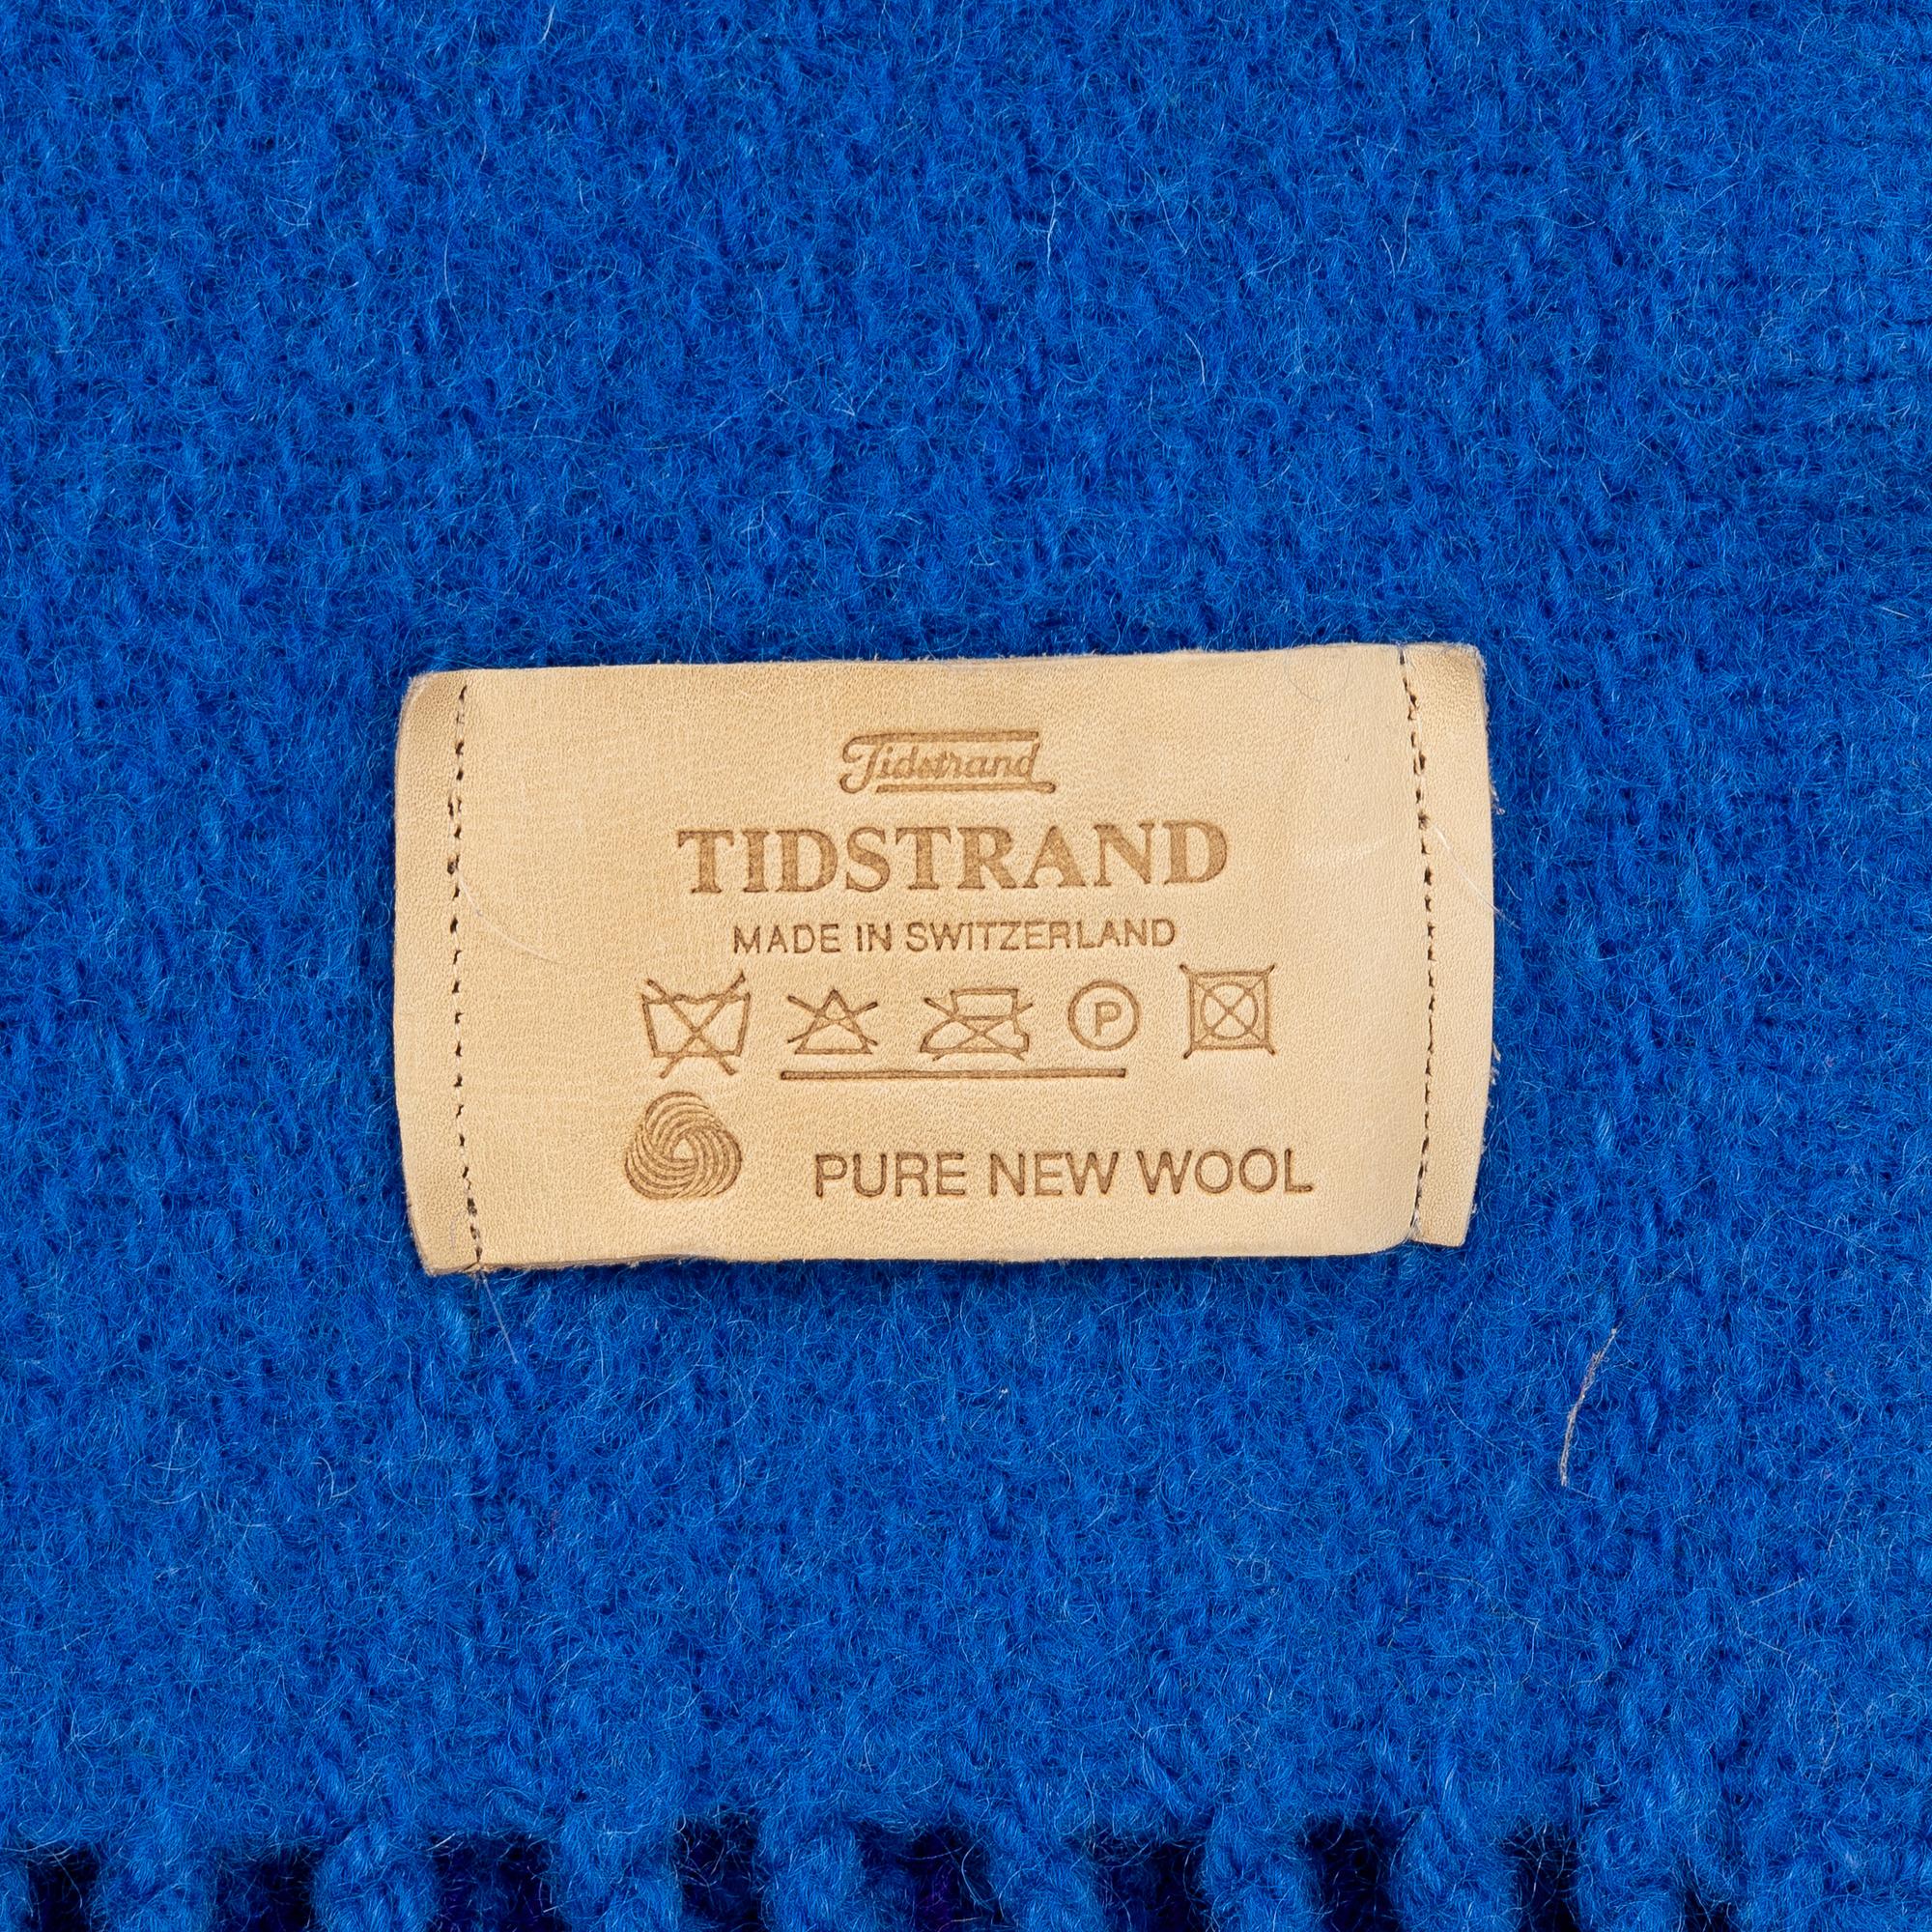 Tidstrand
TIDSTRAND
MADE IN SWITZERLAND
P
PURE NEW WOOL